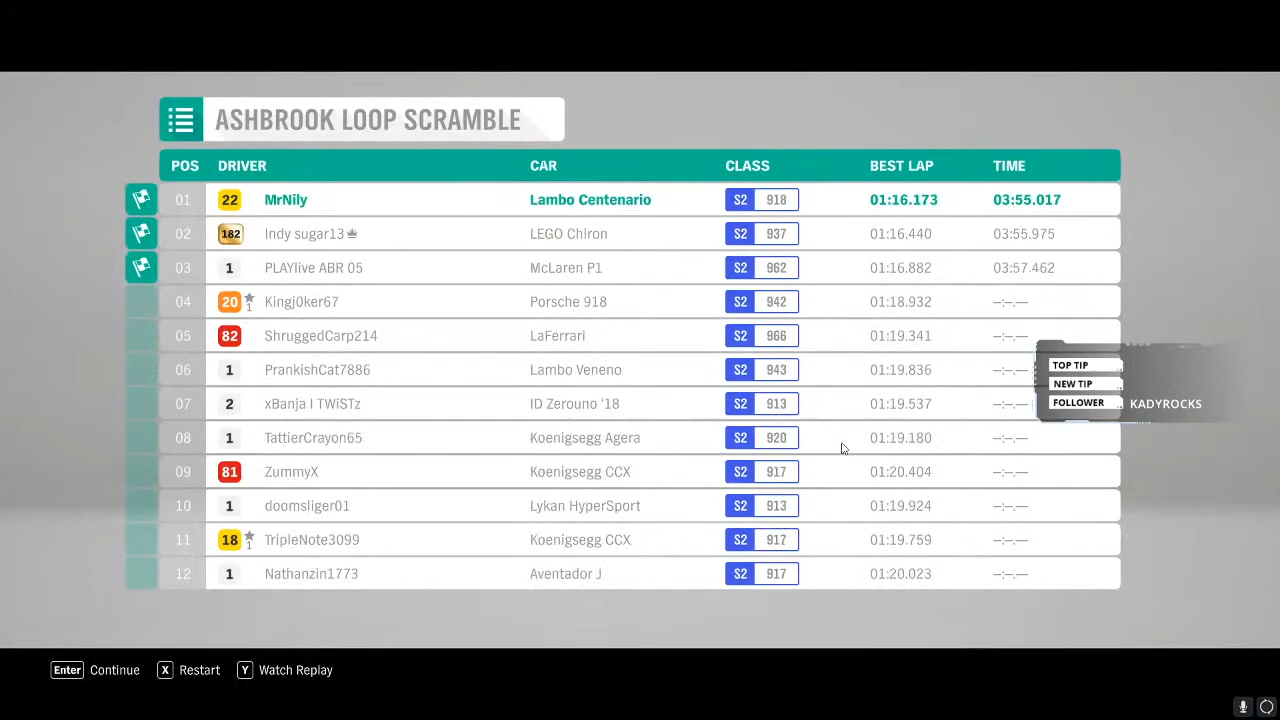 ASHBROOK LOOP SCRAMBLE
POS DRIVER CAR CLASS BEST LAP TIME
01 22 MrNily Lambo Centenario S2 918 01:16.173 03:55.017
02 182 Indy sugar13 LEGO Chiron S2 937 01:16.440 03:55.975
03 1 PLAYlive ABR 05 McLaren P1 S2 962 01:16.882 03:57.462
04 20 1 Kingj0ker67 Porsche 918 S2 942 01:18.932 --:--.---
05 82 ShruggedCarp214 LaFerrari S2 966 01:19.341 --:--.---
06 1 PrankishCat7890 Lambo Veneno S2 943 01:19.836 --:--.---
07 2 xBanja I TWiSTz ID Zerouno '18 S2 913 01:19.537 --:--.---
08 1 TattierCrayon65 Koenigsegg Agera S2 920 01:19.180 --:--.---
09 81 ZummyX Koenigsegg CCX S2 917 01:20.404 --:--.---
10 1 doomsliger01 Lykan HyperSport S2 913 01:19.924 --:--.---
11 18 1 TripleNote3099 Koenigsegg CCX S2 917 01:19.759 --:--.---
12 1 Nathanzin1773 Aventador J S2 917 01:20.023 --:--.---
TOP TIP
NEW TIP
FOLLOWER KADYROCKS
Enter Continue X Restart Y Watch Replay